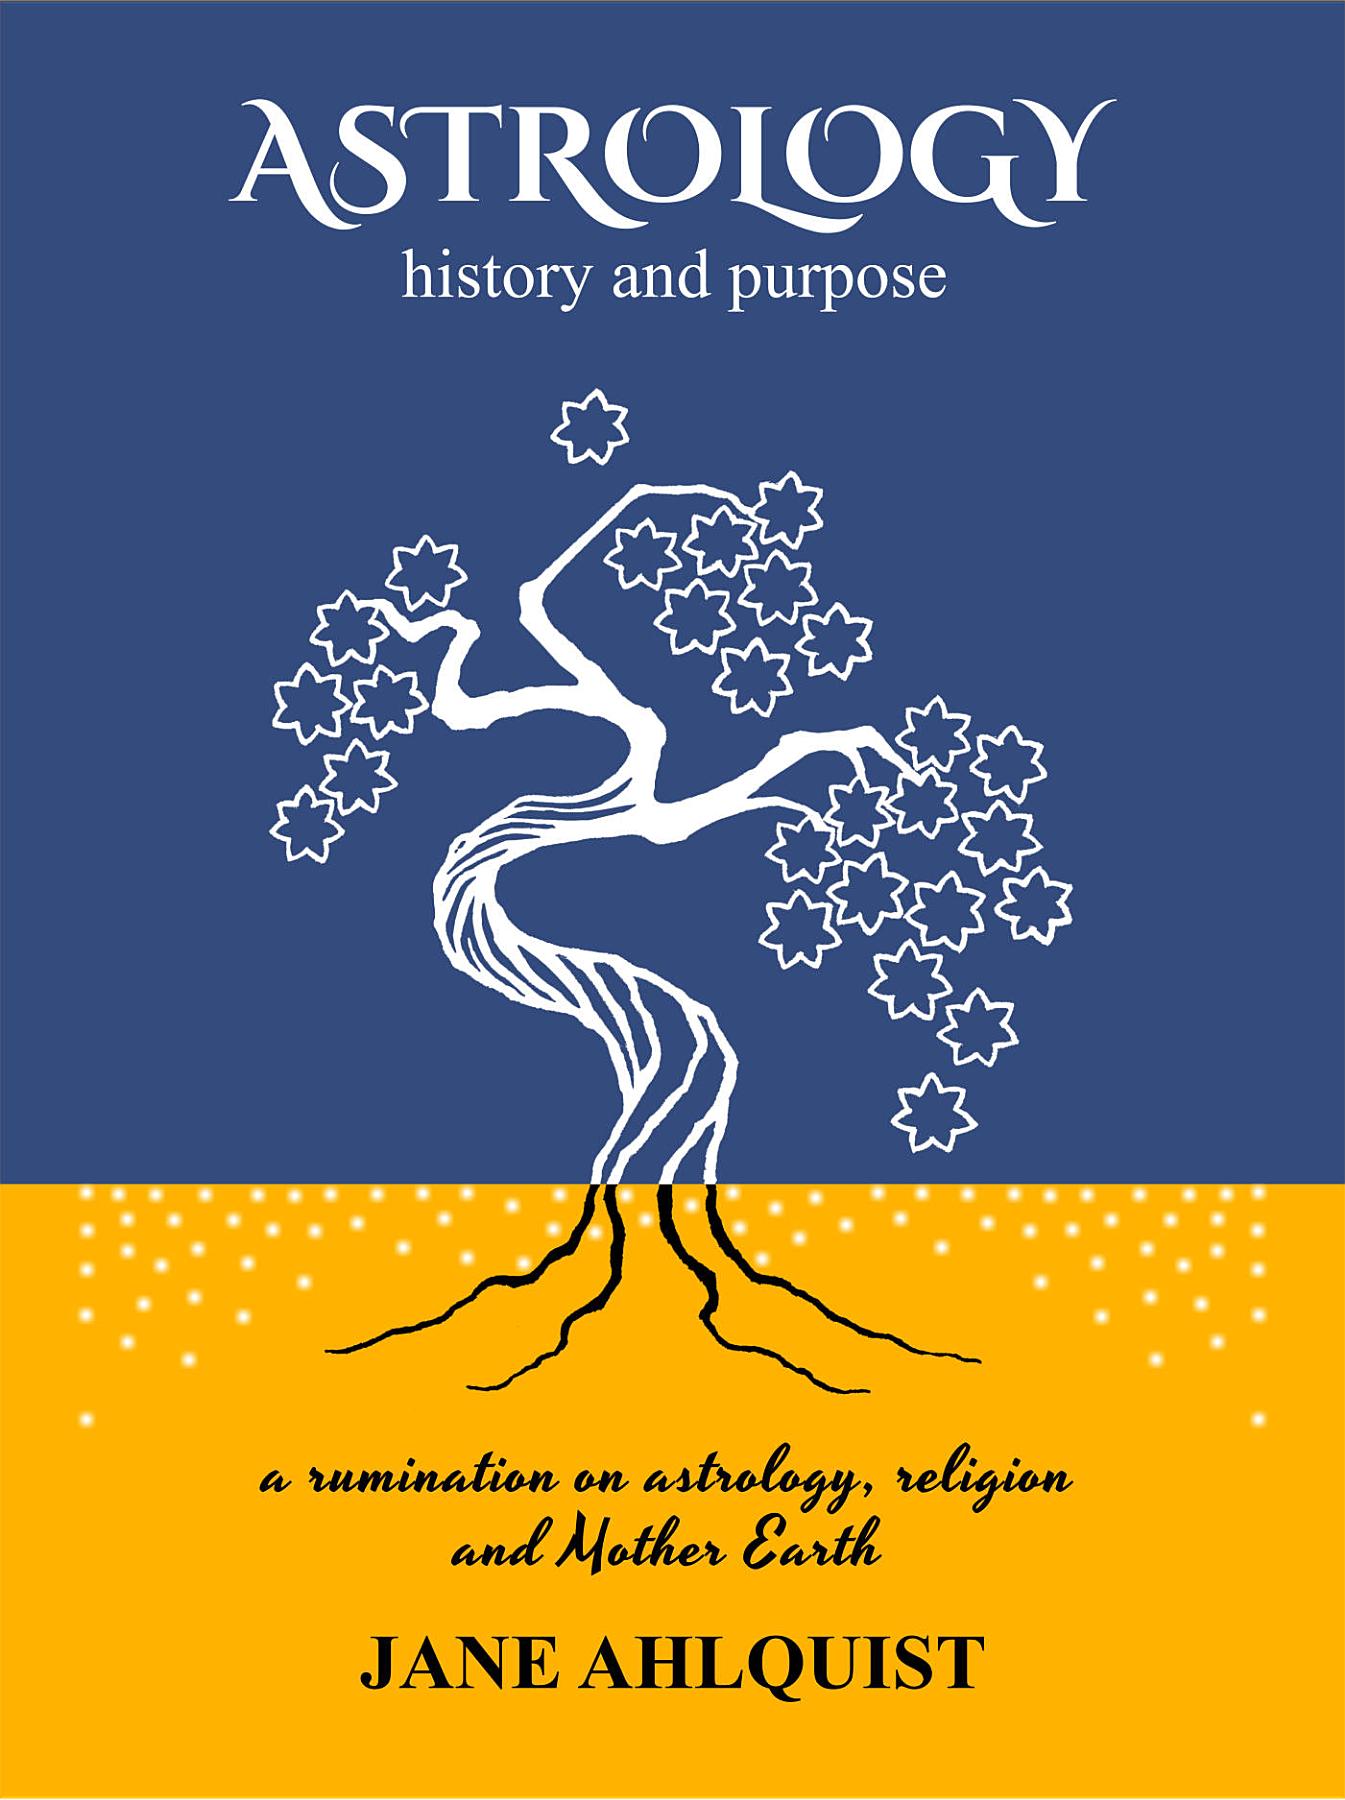 ASTROLOGY
history and purpose
a rumination on astrology, religion
and Mother Earth
JANE AHLQUIST